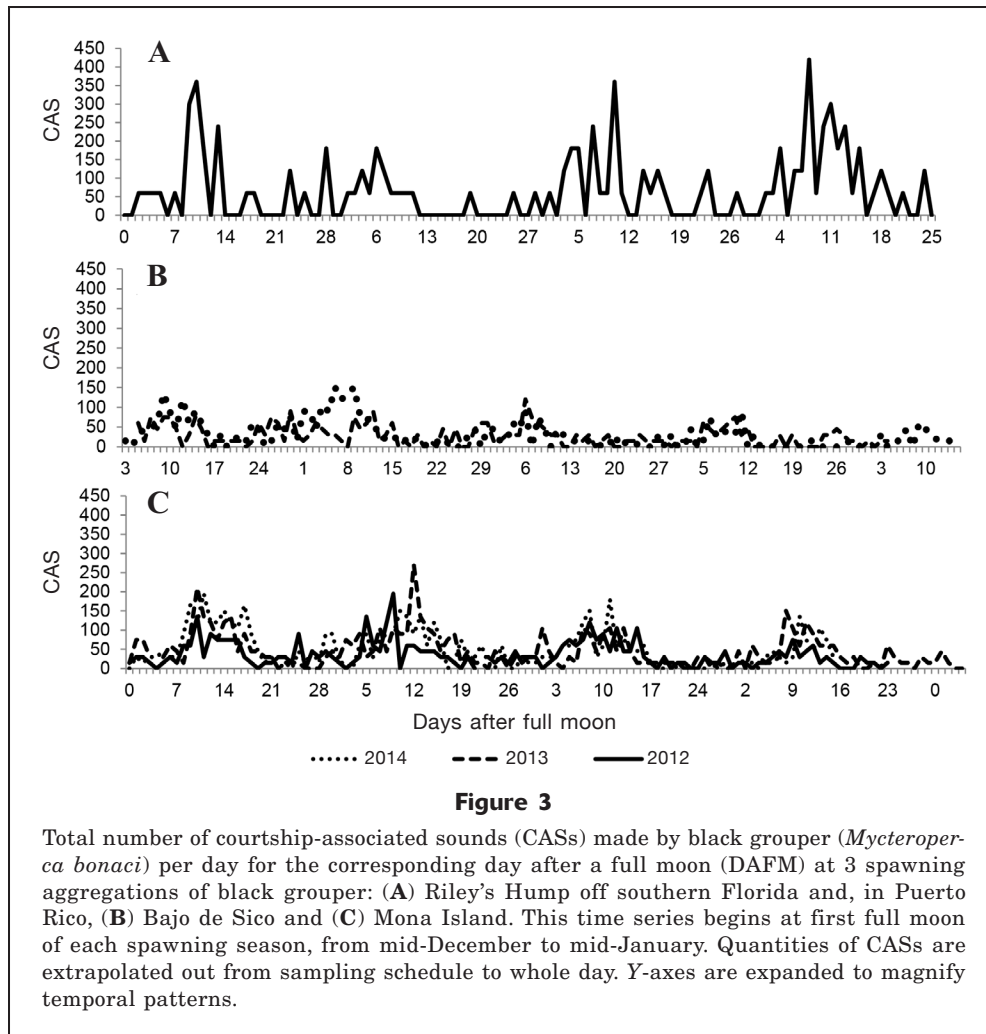 A
450
400
350
300
250
200
150
100
50
0
CAS
0 7 14 21 28 6 13 20 27 5 12 19 26 4 11 18 25
B
450
400
350
300
250
200
150
100
50
0
CAS
3 10 17 24 1 8 15 22 29 6 13 20 27 5 12 19 26 3 10
C
450
400
350
300
250
200
150
100
50
0
CAS
0 7 14 21 28 5 12 19 26 3 10 17 24 2 9 16 23 0
Days after full moon
2014 2013 2012
Figure 3
Total number of courtship-associated sounds (CASs) made by black grouper (Mycteroper-
ca bonaci) per day for the corresponding day after a full moon (DAFM) at 3 spawning
aggregations of black grouper: (A) Riley's Hump off southern Florida and, in Puerto
Rico, (B) Bajo de Sico and (C) Mona Island. This time series begins at first full moon
of each spawning season, from mid-December to mid-January. Quantities of CASs are
extrapolated out from sampling schedule to whole day. Y-axes are expanded to magnify
temporal patterns.